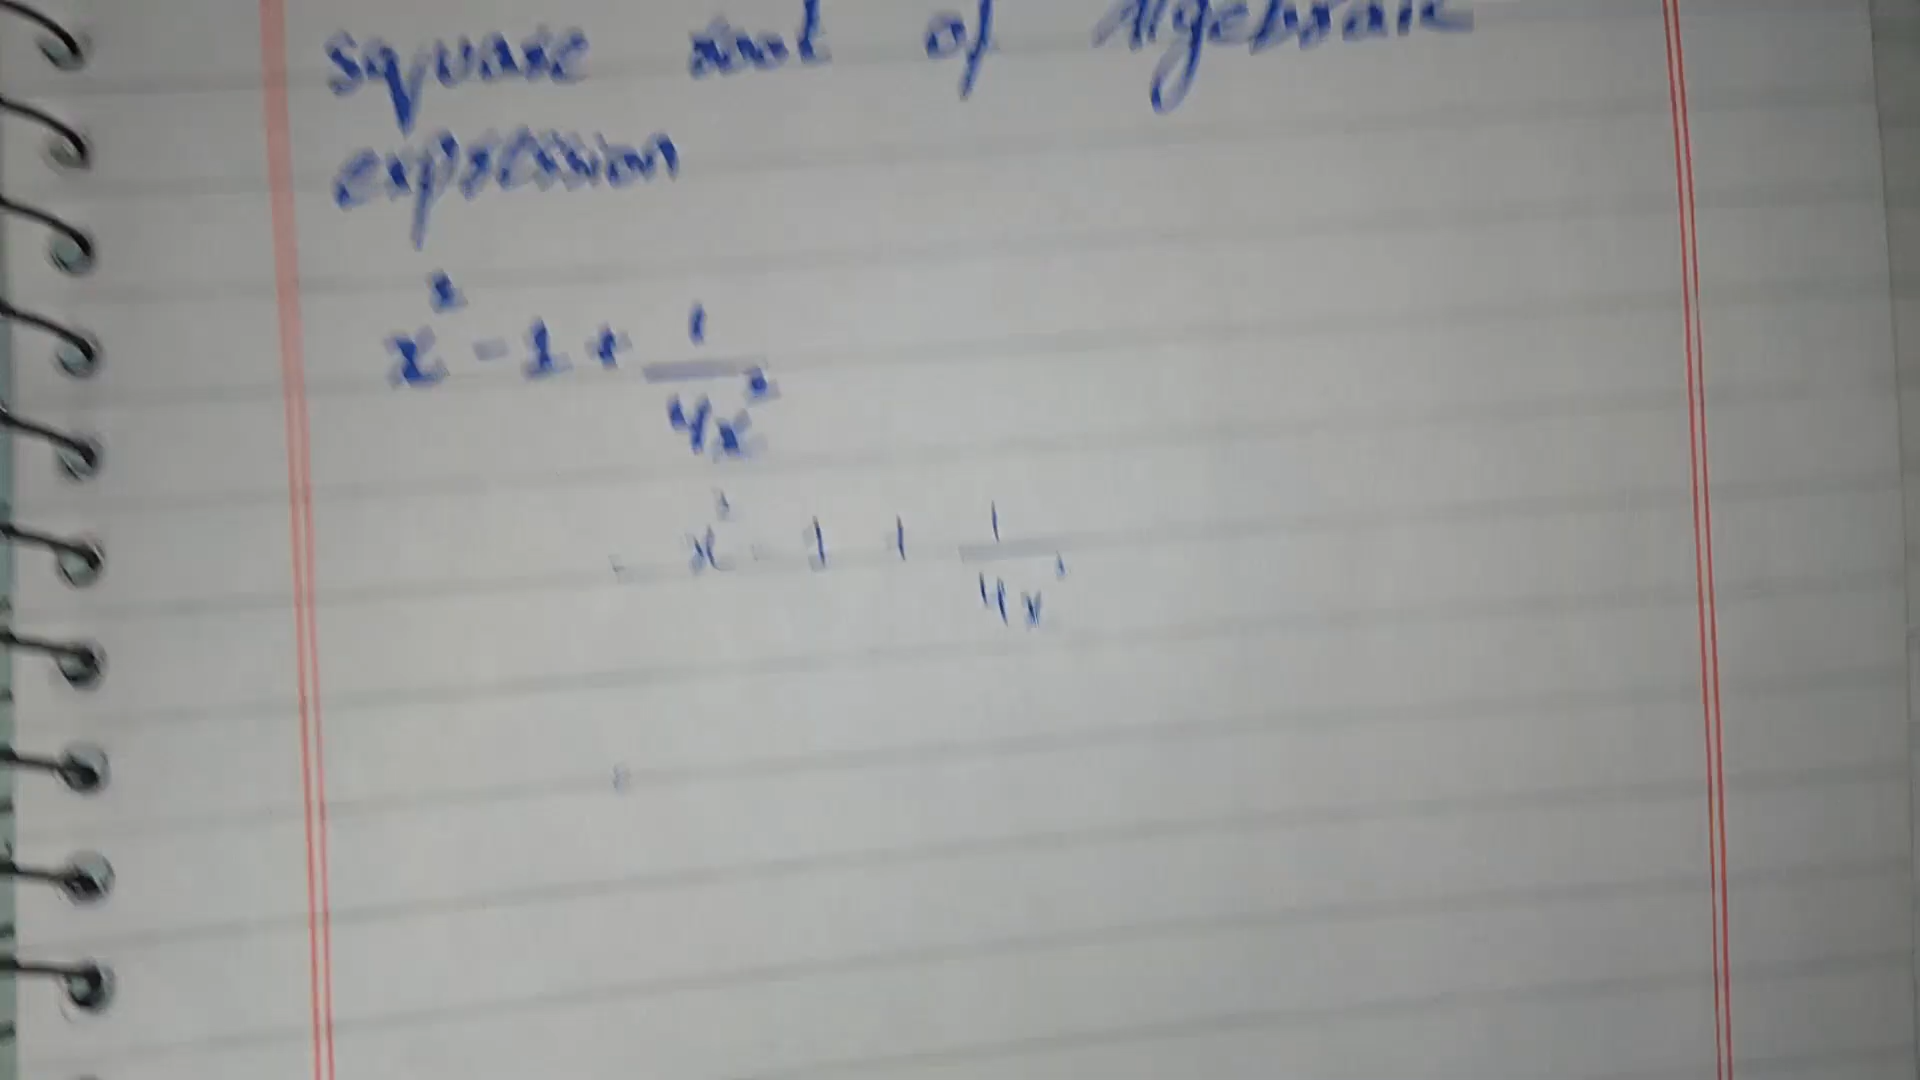 square root of Algebraic
expression
x² - 1 + 1/4x²
= x² - 1 + 1/4x²
=